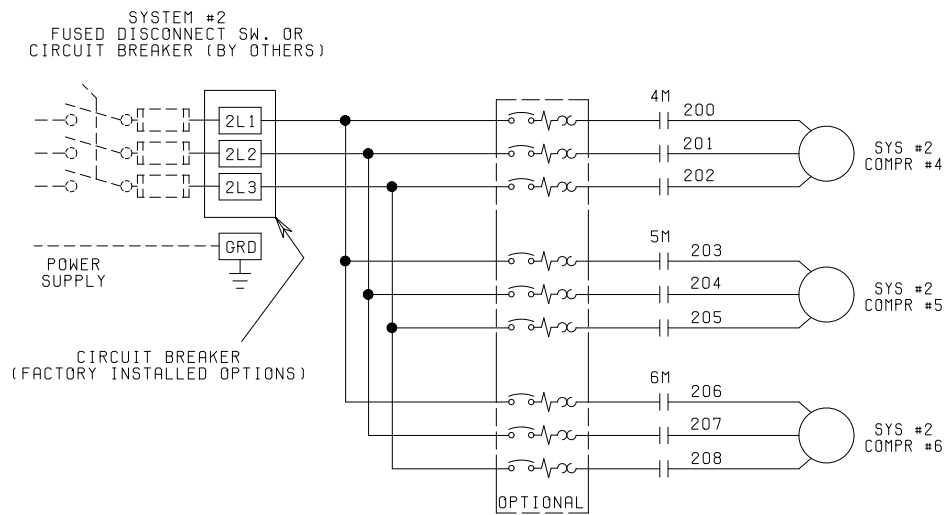 SYSTEM #2
FUSED DISCONNECT SW. OR
CIRCUIT BREAKER (BY OTHERS)
2L1
2L2
2L3
GRD
POWER
SUPPLY
CIRCUIT BREAKER
(FACTORY INSTALLED OPTIONS)
4M
200
201
202
SYS #2
COMPR #4
5M
203
204
205
SYS #2
COMPR #5
6M
206
207
208
SYS #2
COMPR #6
OPTIONAL